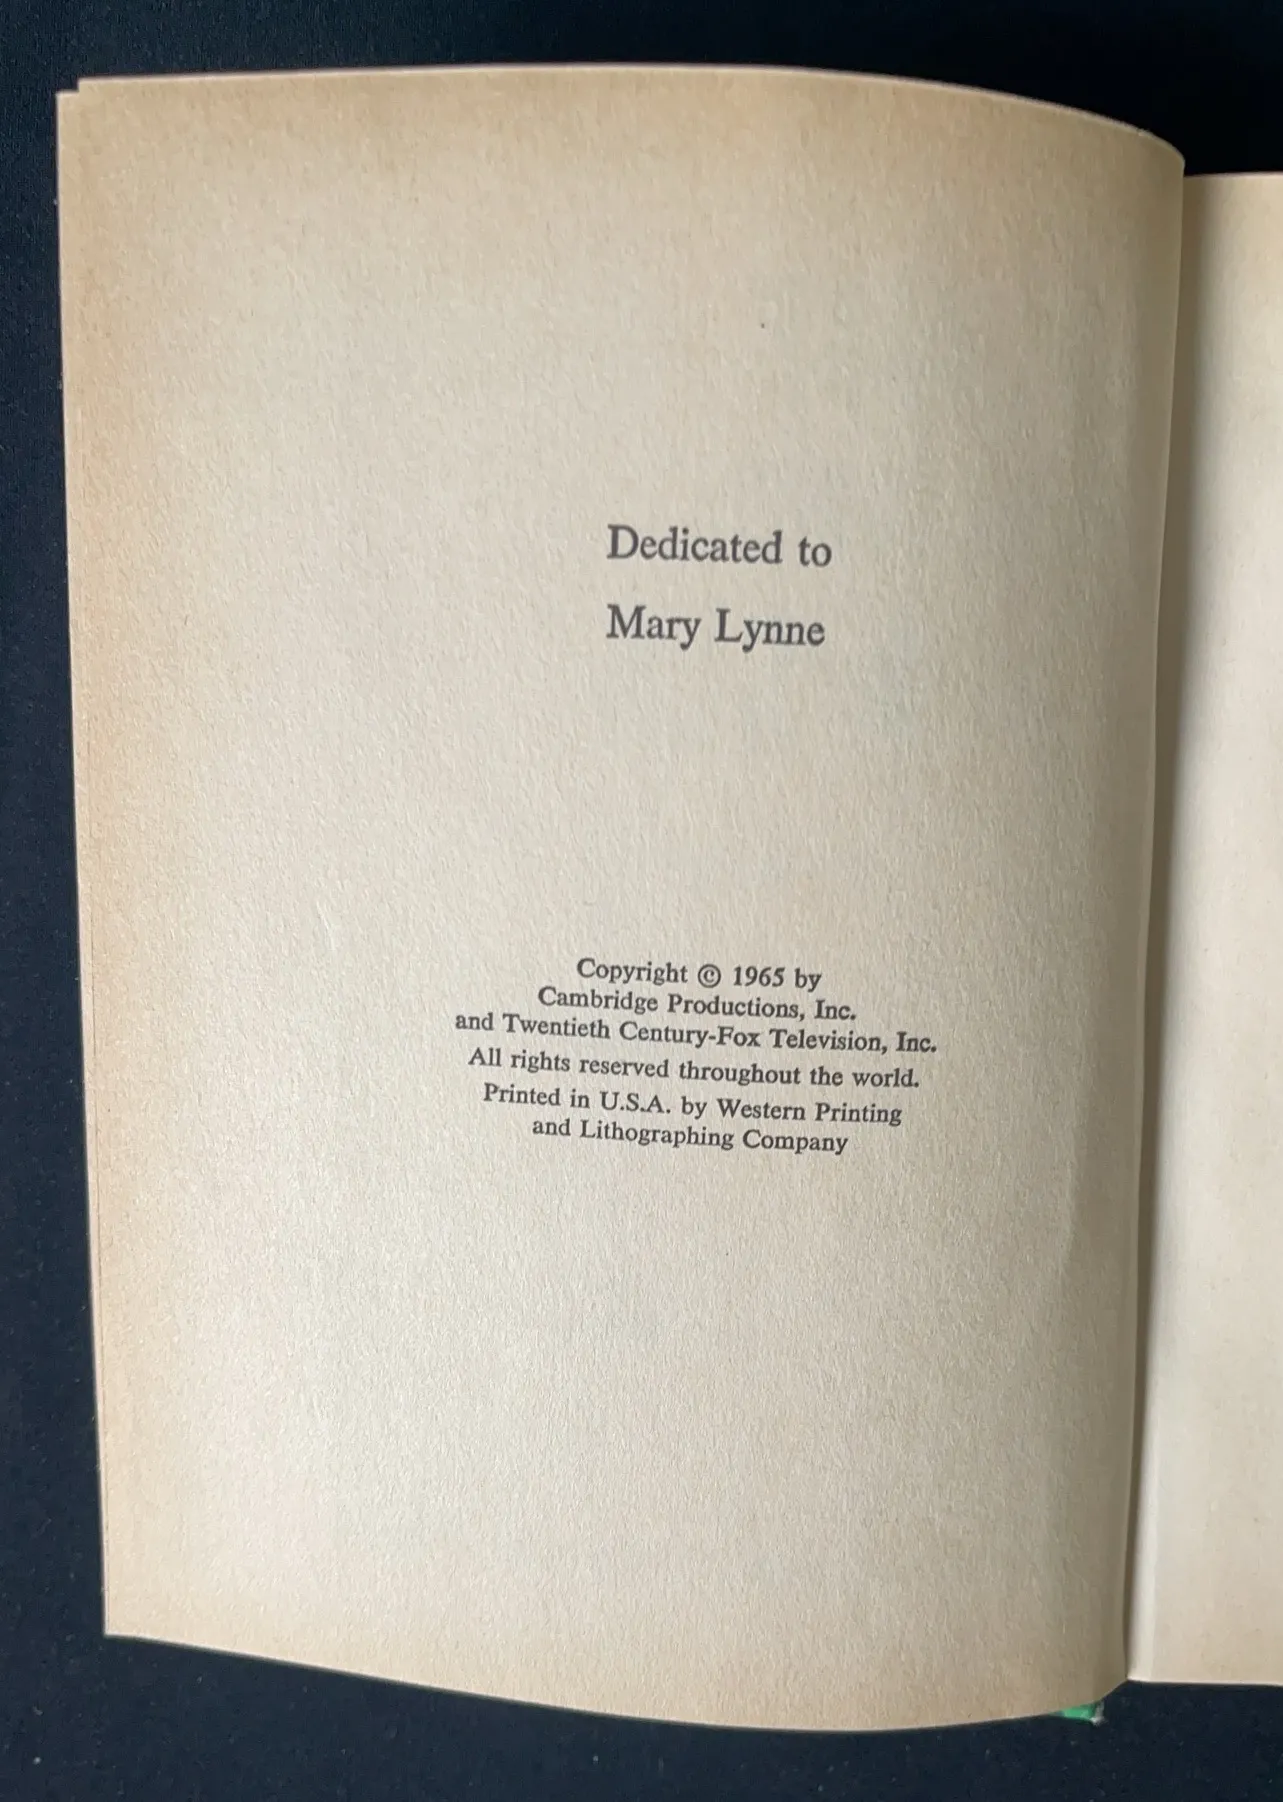 Dedicated to
Mary Lynne
Copyright © 1965 by
Cambridge Productions, Inc.
and Twentieth Century-Fox Television, Inc.
All rights reserved throughout the world.
Printed in U.S.A. by Western Printing
and Lithographing Company